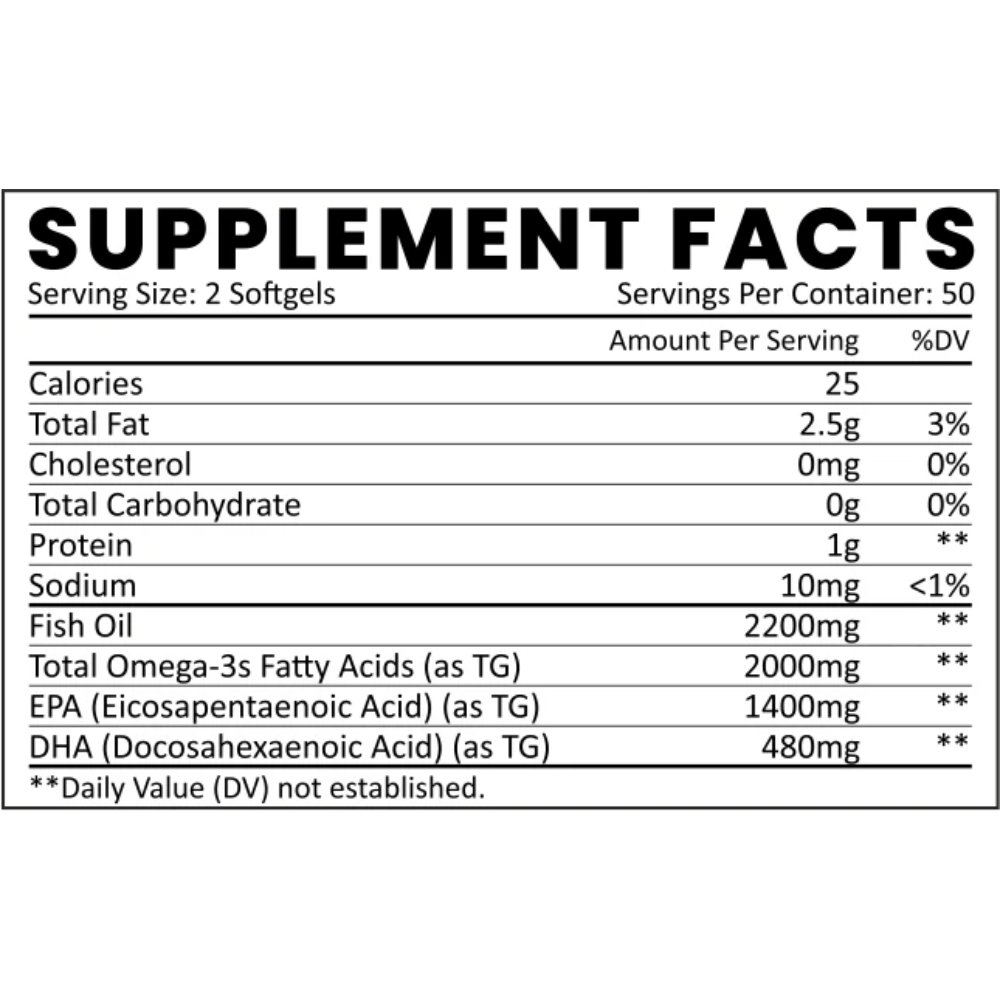 SUPPLEMENT FACTS
Serving Size: 2 Softgels Servings Per Container: 50
Amount Per Serving %DV
Calories 25
Total Fat 2.5g 3%
Cholesterol 0mg 0%
Total Carbohydrate 0g 0%
Protein 1g **
Sodium 10mg <1%
Fish Oil 2200mg **
Total Omega-3s Fatty Acids (as TG) 2000mg **
EPA (Eicosapentaenoic Acid) (as TG) 1400mg **
DHA (Docosahexaenoic Acid) (as TG) 480mg **
**Daily Value (DV) not established.